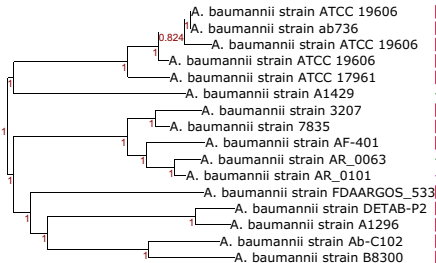 A. baumannii strain ATCC 19606
1
A. baumannii strain ab736
0.824
A. baumannii strain ATCC 19606
1
A. baumannii strain ATCC 19606
1
A. baumannii strain ATCC 17961
1
A. baumannii strain A1429
1
A. baumannii strain 3207
1
A. baumannii strain 7835
1
1
A. baumannii strain AF-401
1
A. baumannii strain AR_0063
1
A. baumannii strain AR_0101
1
A. baumannii strain FDAARGOS_533
1
A. baumannii strain DETAB-P2
1
A. baumannii strain A1296
1
A. baumannii strain Ab-C102
1
A. baumannii strain B8300